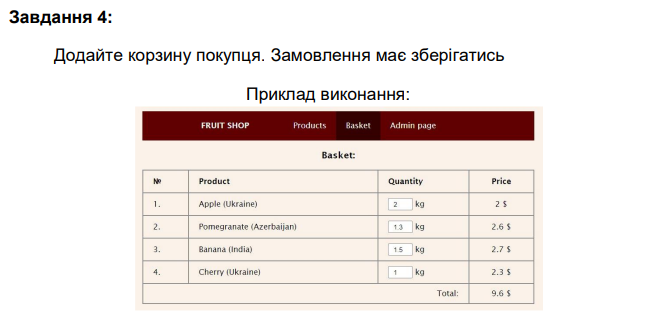 Завдання 4:
Додайте корзину покупця. Замовлення має зберігатись
Приклад виконання:
FRUIT SHOP Products Basket Admin page
Basket:
№ Product Quantity Price
1. Apple (Ukraine) 2 kg 2 $
2. Pomegranate (Azerbaijan) 1.3 kg 2.6 $
3. Banana (India) 1.5 kg 2.7 $
4. Cherry (Ukraine) 1 kg 2.3 $
Total: 9.6 $